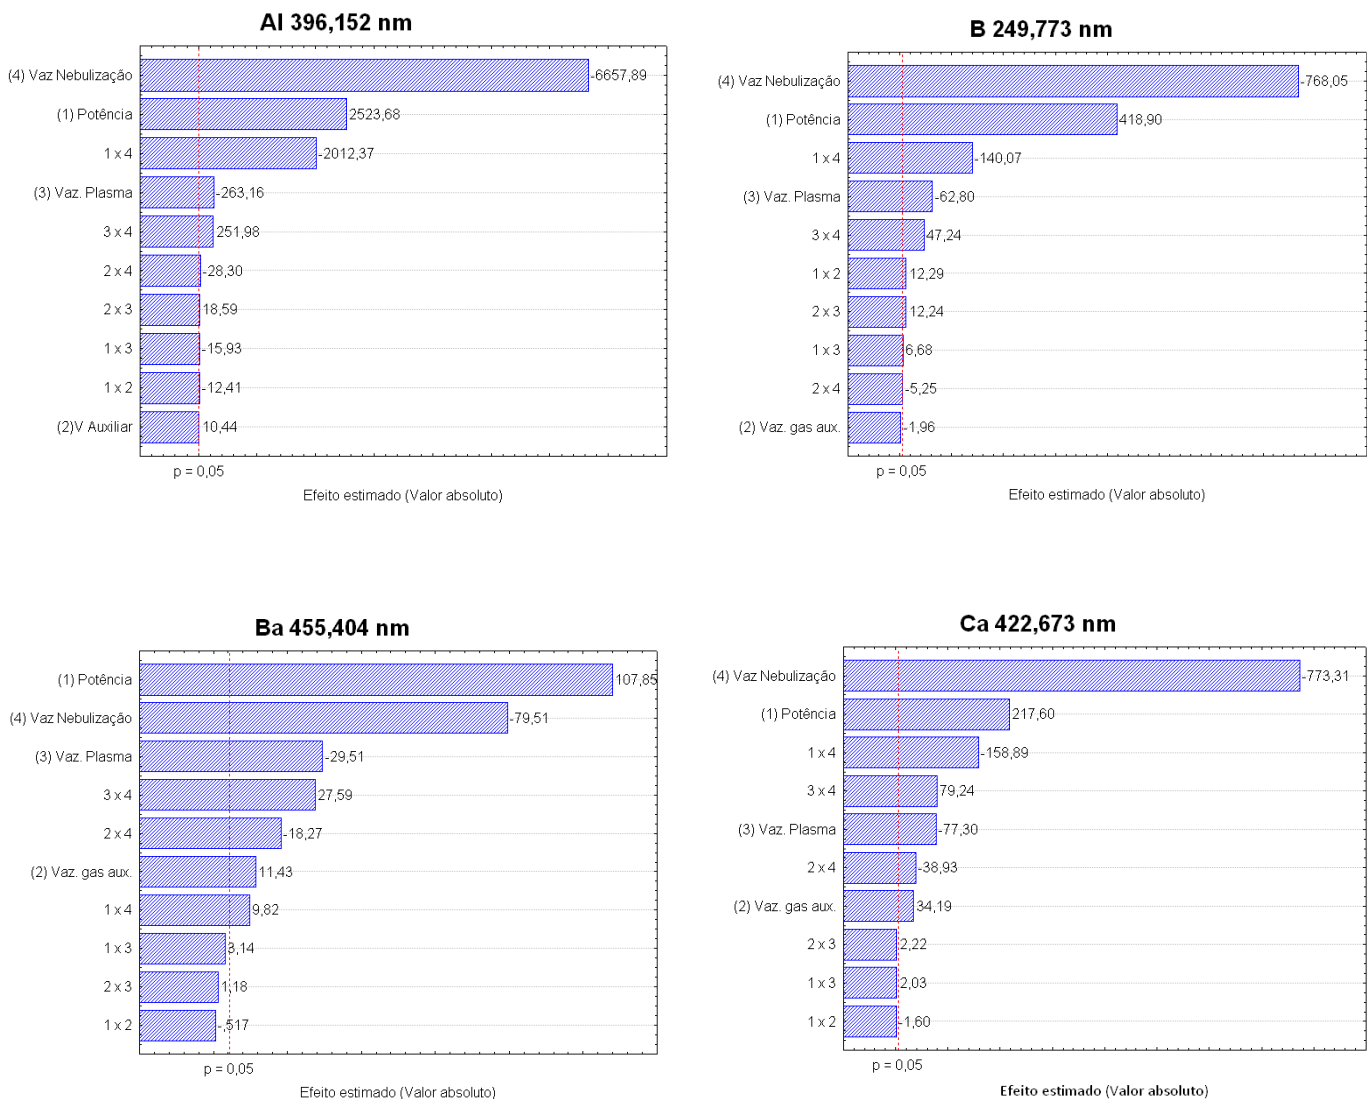 Al 396,152 nm
(4) Vaz Nebulização
-6657,89
(1) Potência
2523,68
1 x 4
-2012,37
(3) Vaz. Plasma
-263,16
3 x 4
251,98
2 x 4
-28,30
2 x 3
18,59
1 x 3
-15,93
1 x 2
-12,41
(2)V Auxiliar
10,44
p = 0,05
Efeito estimado (Valor absoluto)
B 249,773 nm
(4) Vaz Nebulização
-768,05
(1) Potência
418,90
1 x 4
-140,07
(3) Vaz. Plasma
-62,80
3 x 4
47,24
1 x 2
12,29
2 x 3
12,24
1 x 3
6,68
2 x 4
-5,25
(2) Vaz. gas aux.
-1,96
p = 0,05
Efeito estimado (Valor absoluto)
Ba 455,404 nm
(1) Potência
107,85
(4) Vaz Nebulização
-79,51
(3) Vaz. Plasma
-29,51
3 x 4
27,59
2 x 4
-18,27
(2) Vaz. gas aux.
11,43
1 x 4
9,82
1 x 3
3,14
2 x 3
1,18
1 x 2
-,517
p = 0,05
Efeito estimado (Valor absoluto)
Ca 422,673 nm
(4) Vaz Nebulização
-773,31
(1) Potência
217,60
1 x 4
-158,89
3 x 4
79,24
(3) Vaz. Plasma
-77,30
2 x 4
-38,93
(2) Vaz. gas aux.
34,19
2 x 3
2,22
1 x 3
2,03
1 x 2
-1,60
p = 0,05
Efeito estimado (Valor absoluto)